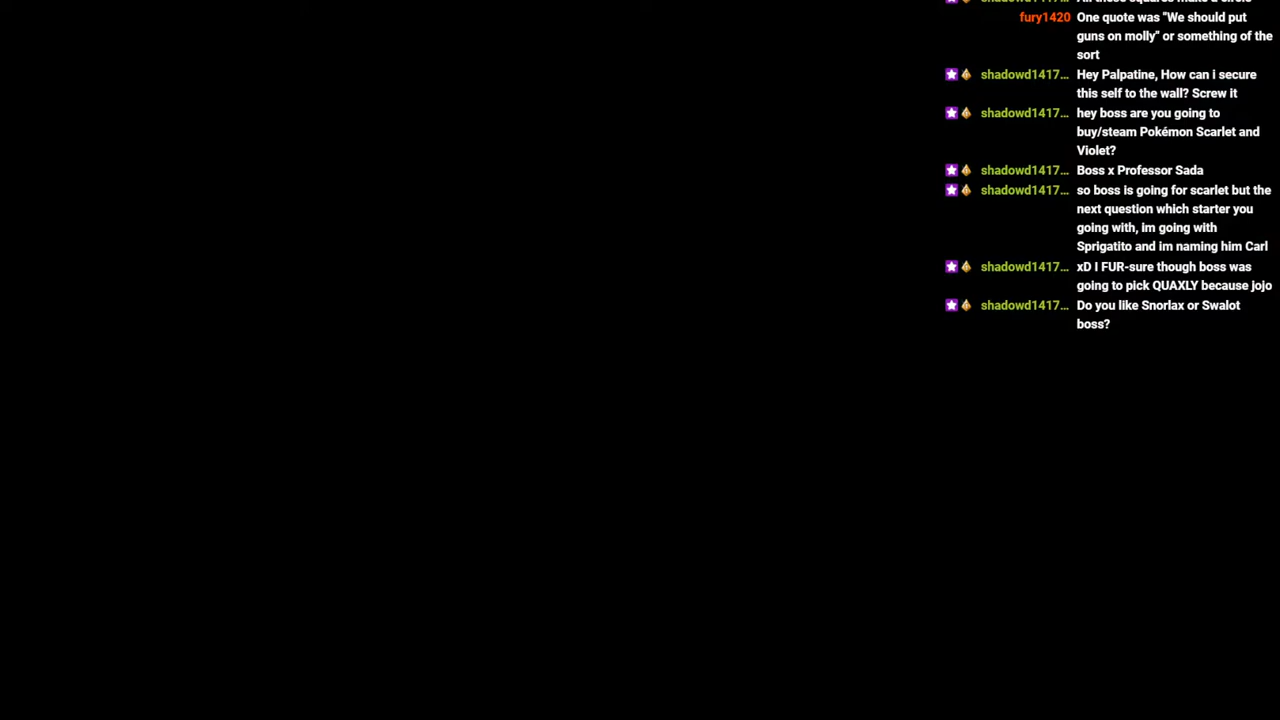 fury1420 One quote was "We should put
guns on molly" or something of the
sort
shadowd1417... Hey Palpatine, How can i secure
this self to the wall? Screw it
shadowd1417... hey boss are you going to
buy/steam Pokémon Scarlet and
Violet?
shadowd1417... Boss x Professor Sada
shadowd1417... so boss is going for scarlet but the
next question which starter you
going with, im going with
Sprigatito and im naming him Carl
shadowd1417... xD I FUR-sure though boss was
going to pick QUAXLY because jojo
shadowd1417... Do you like Snorlax or Swalot
boss?